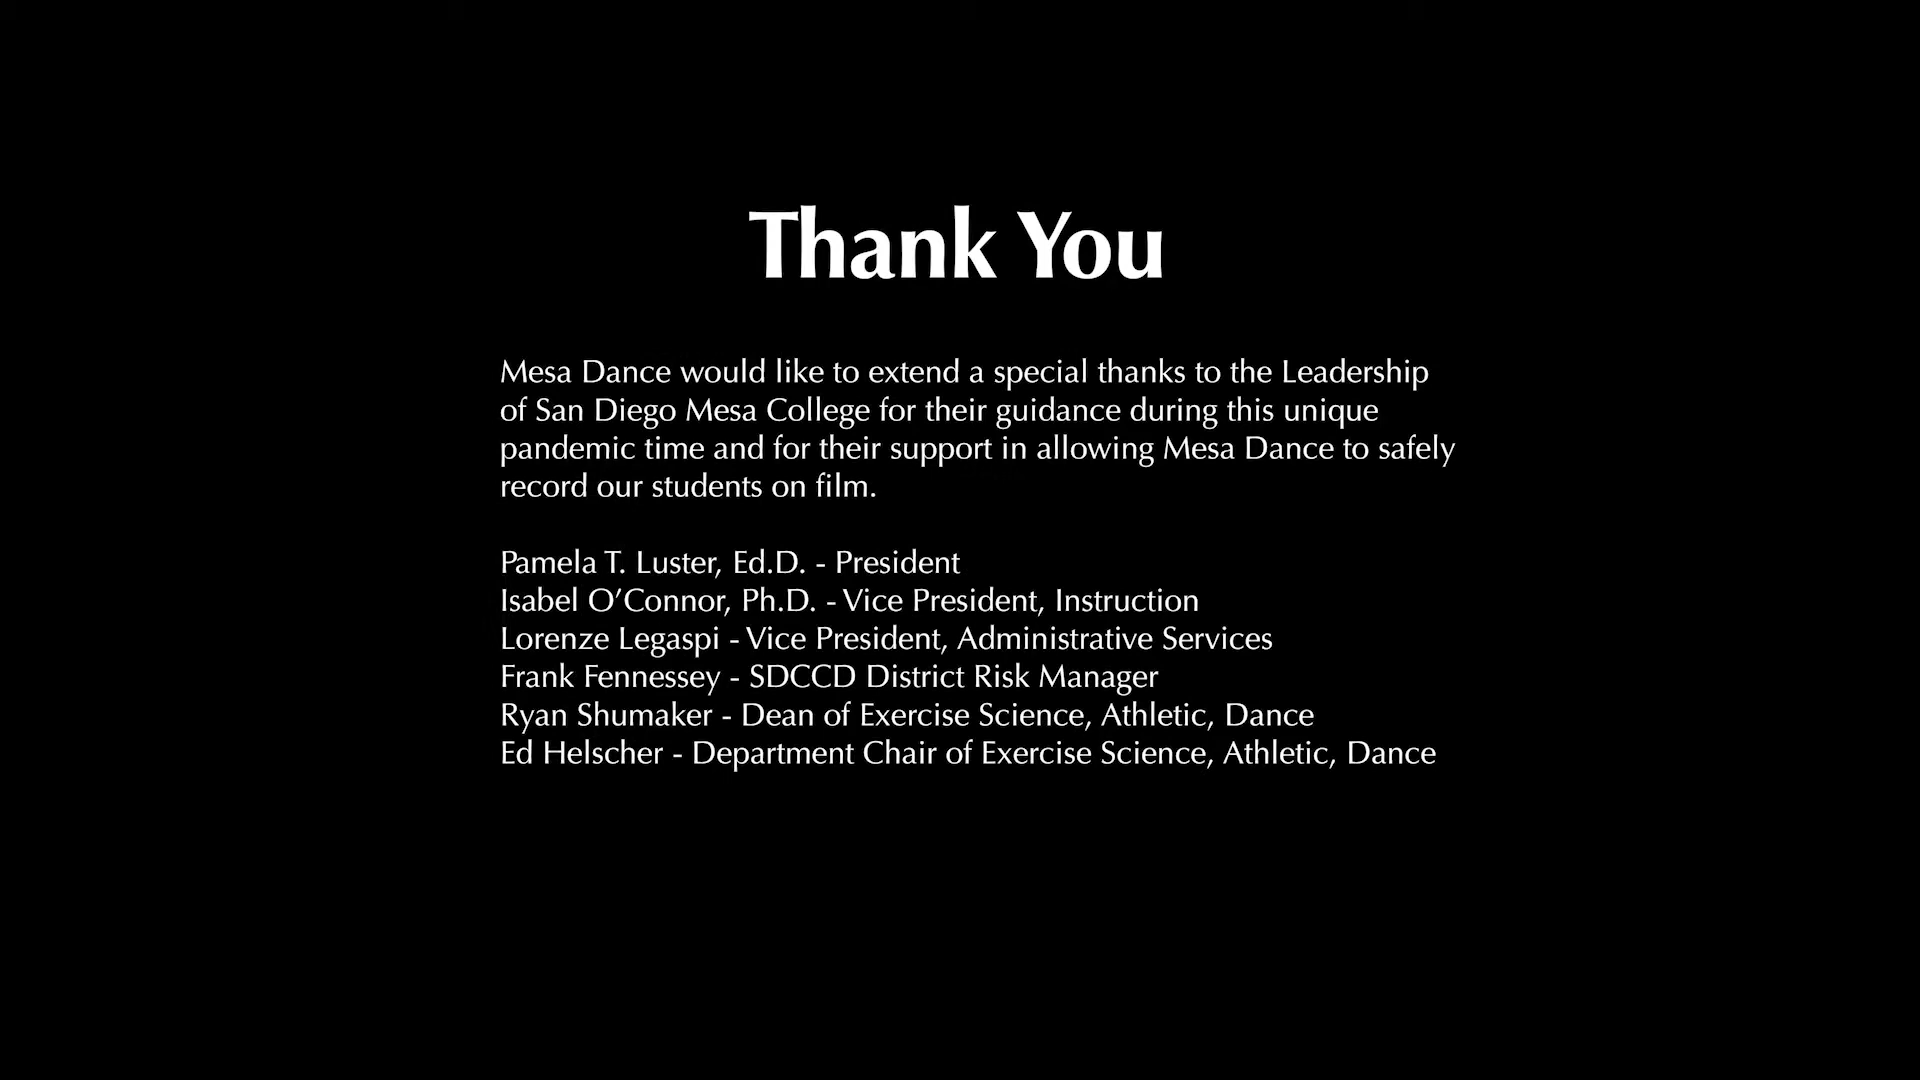 Thank You
Mesa Dance would like to extend a special thanks to the Leadership
of San Diego Mesa College for their guidance during this unique
pandemic time and for their support in allowing Mesa Dance to safely
record our students on film.
Pamela T. Luster, Ed.D. - President
Isabel O’Connor, Ph.D. - Vice President, Instruction
Lorenze Legaspi - Vice President, Administrative Services
Frank Fennessey - SDCCD District Risk Manager
Ryan Shumaker - Dean of Exercise Science, Athletic, Dance
Ed Helscher - Department Chair of Exercise Science, Athletic, Dance